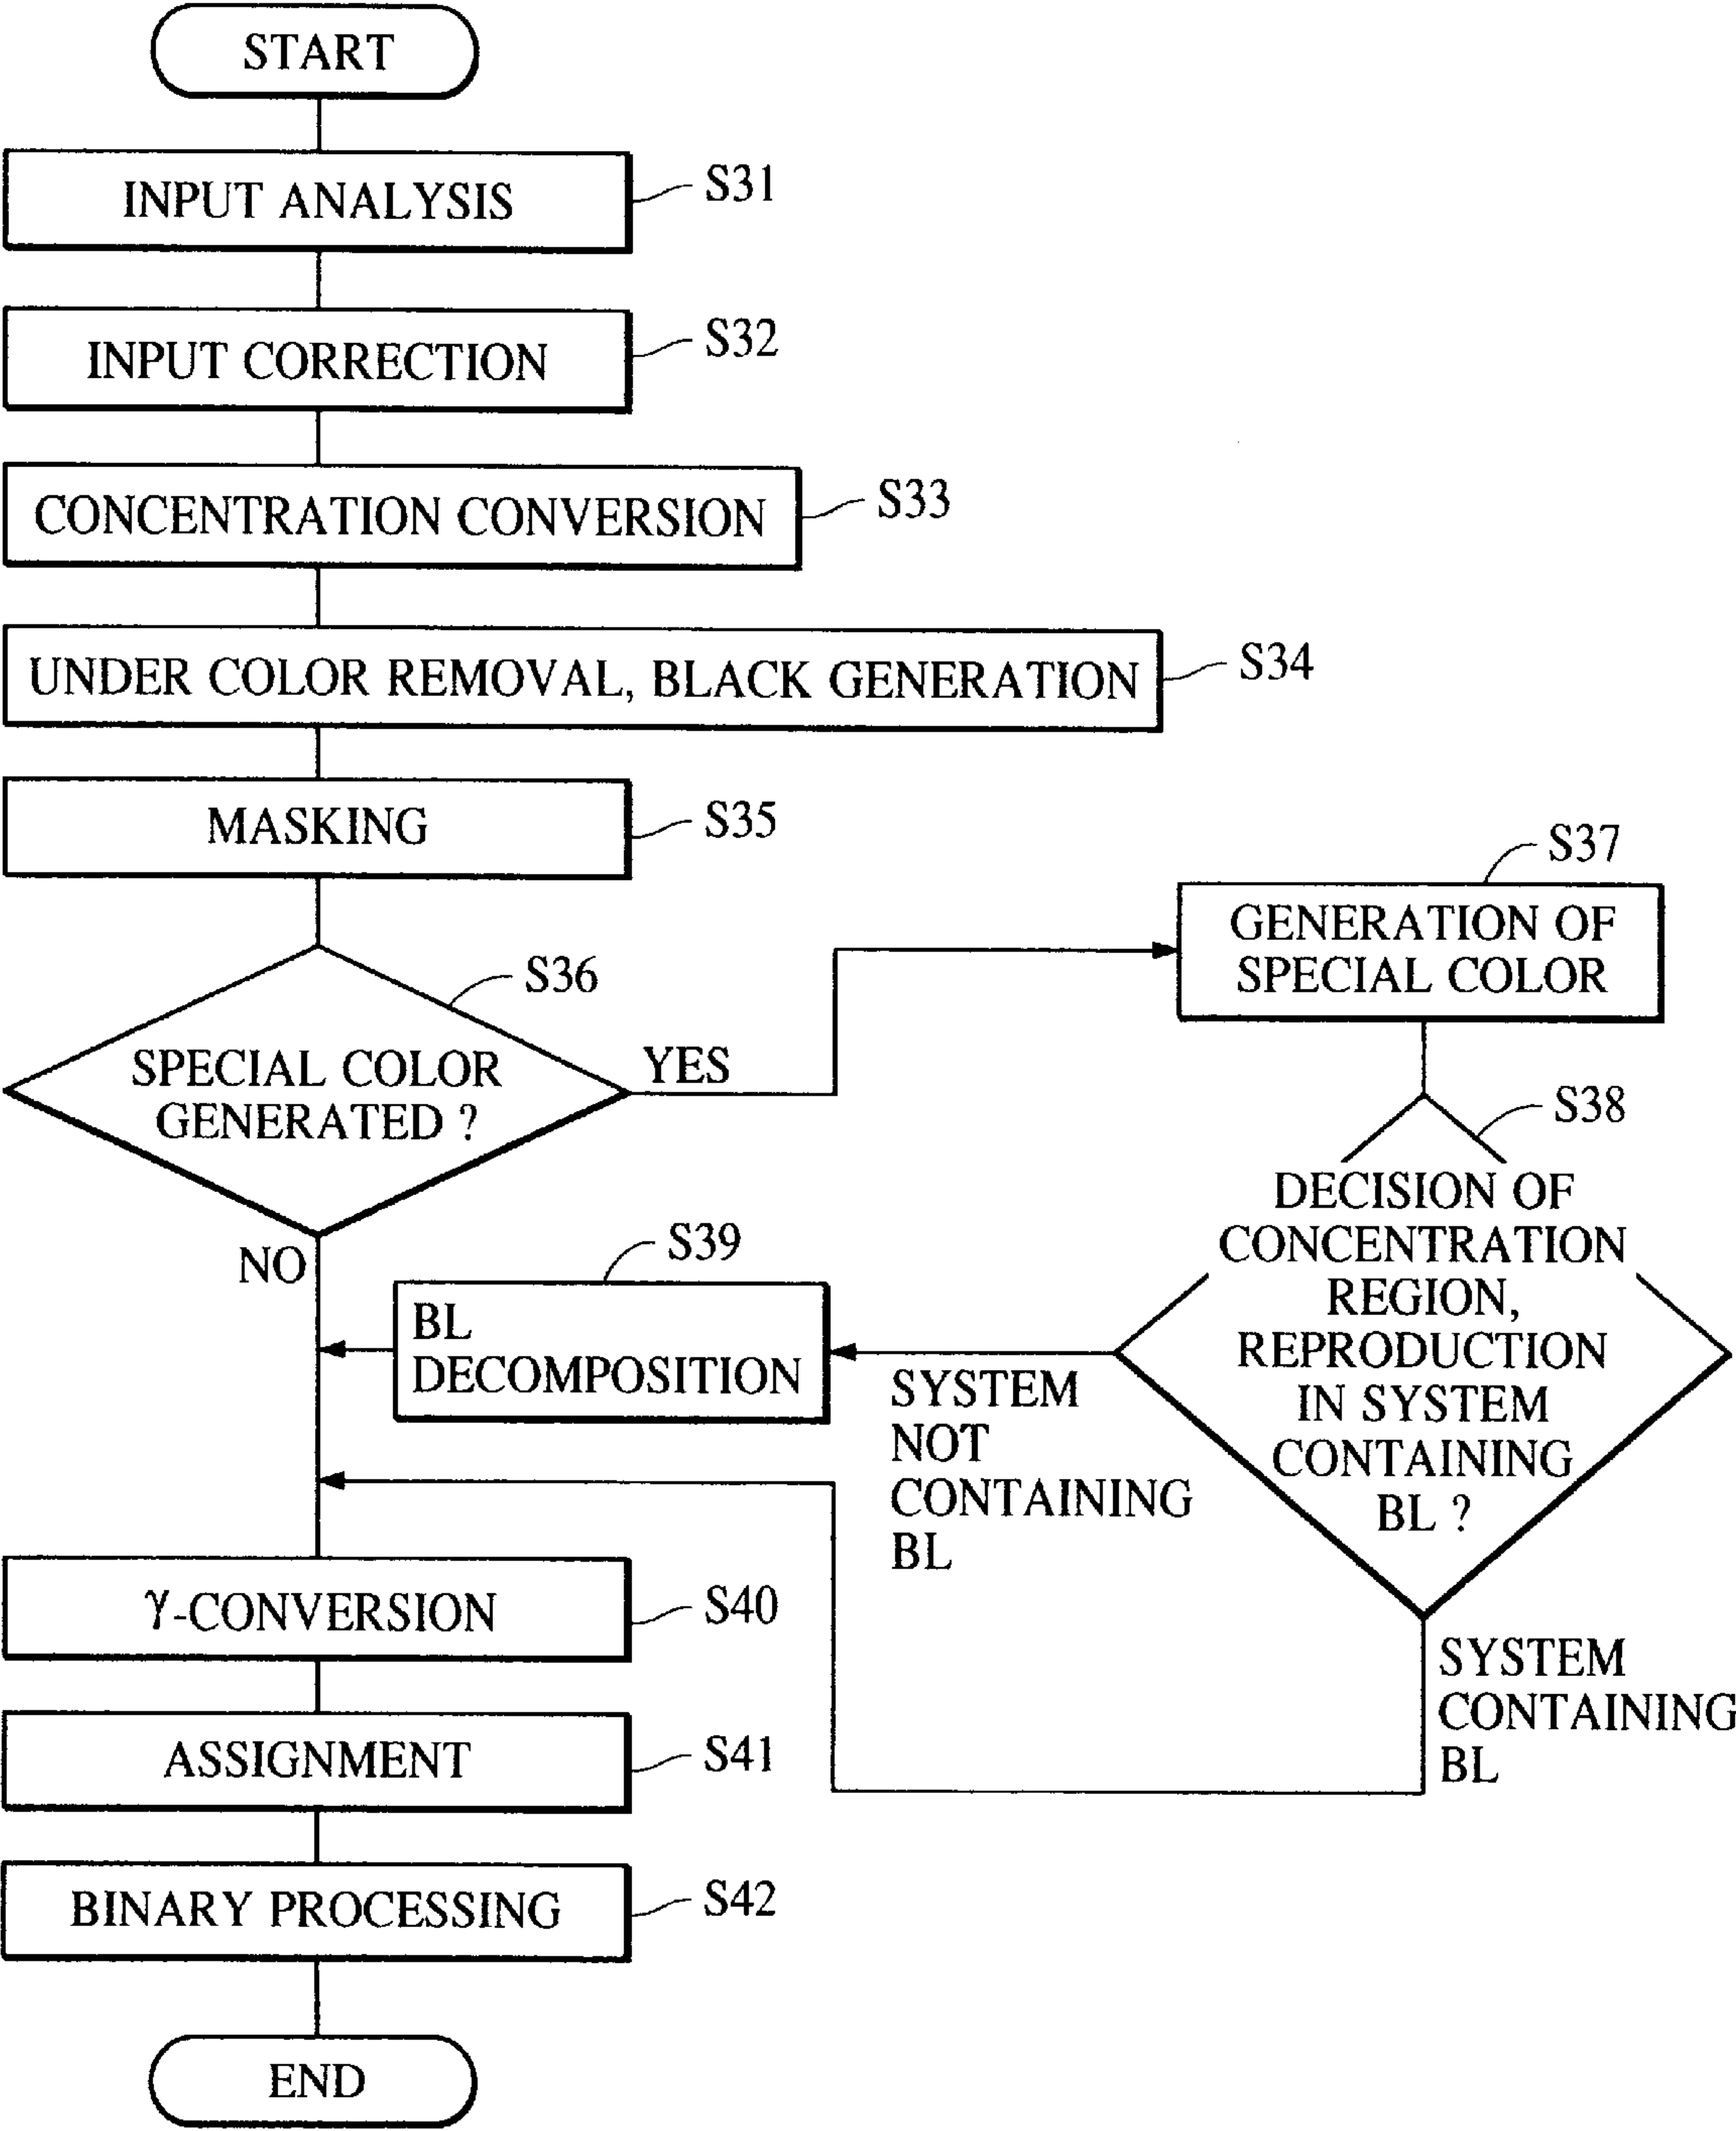 START
INPUT ANALYSIS
S31
INPUT CORRECTION
S32
CONCENTRATION CONVERSION
S33
UNDER COLOR REMOVAL, BLACK GENERATION
S34
MASKING
S35
S36
SPECIAL COLOR
GENERATED ?
YES
NO
S37
GENERATION OF
SPECIAL COLOR
S38
DECISION OF
CONCENTRATION
REGION,
REPRODUCTION
IN SYSTEM
CONTAINING
BL ?
SYSTEM
NOT
CONTAINING
BL
S39
BL
DECOMPOSITION
SYSTEM
CONTAINING
BL
γ-CONVERSION
S40
ASSIGNMENT
S41
BINARY PROCESSING
S42
END